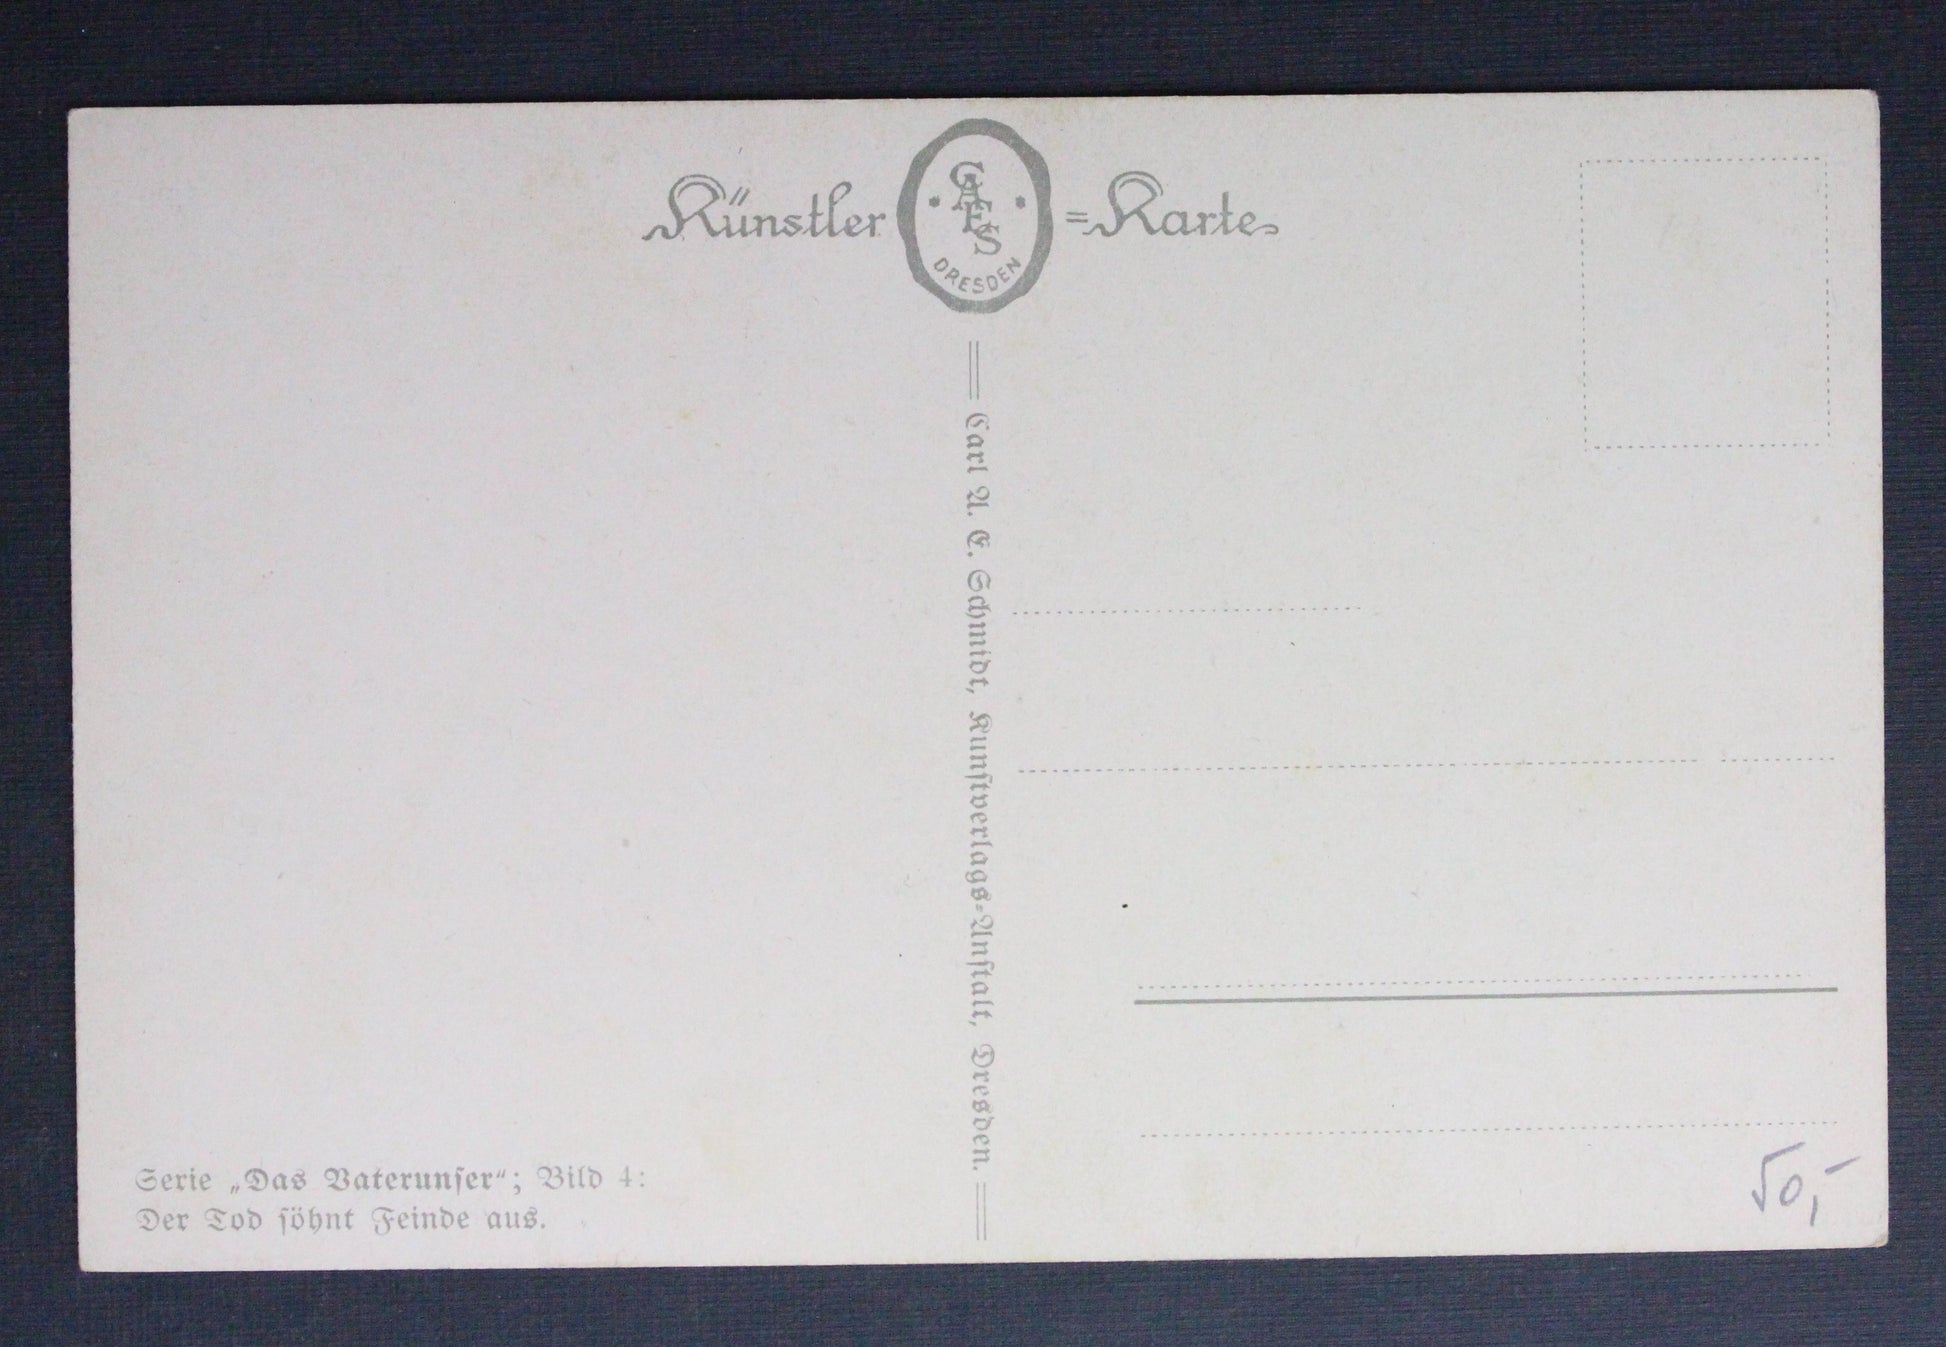 Künstler = Karte
CAES
DRESDEN
Carl A. E. Schmidt, Kunſtverlags-Anſtalt, Dresden.
Serie „Das Vaterunſer“; Bild 4:
Der Tod ſöhnt Feinde aus.
50,-